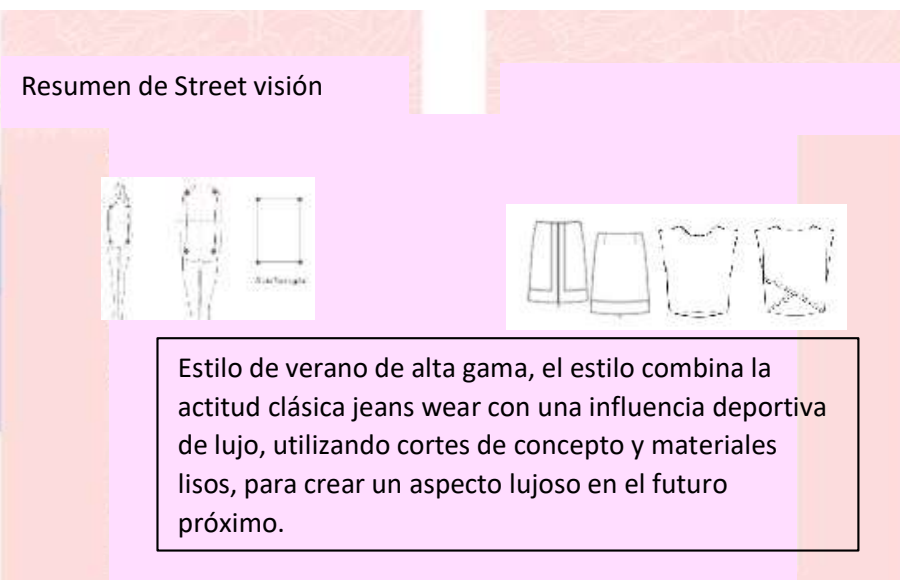 Resumen de Street visión
Estilo de verano de alta gama, el estilo combina la
actitud clásica jeans wear con una influencia deportiva
de lujo, utilizando cortes de concepto y materiales
lisos, para crear un aspecto lujoso en el futuro
próximo.